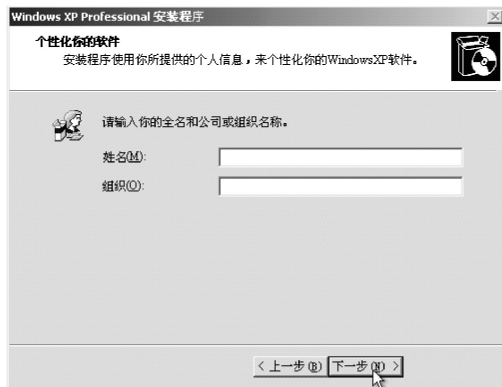 Windows XP Professional 安装程序
个性化你的软件
安装程序使用你所提供的个人信息，来个性化你的WindowsXP软件。
请输入你的全名和公司或组织名称。
姓名(M):
组织(O):
< 上一步(B) 下一步(N) >